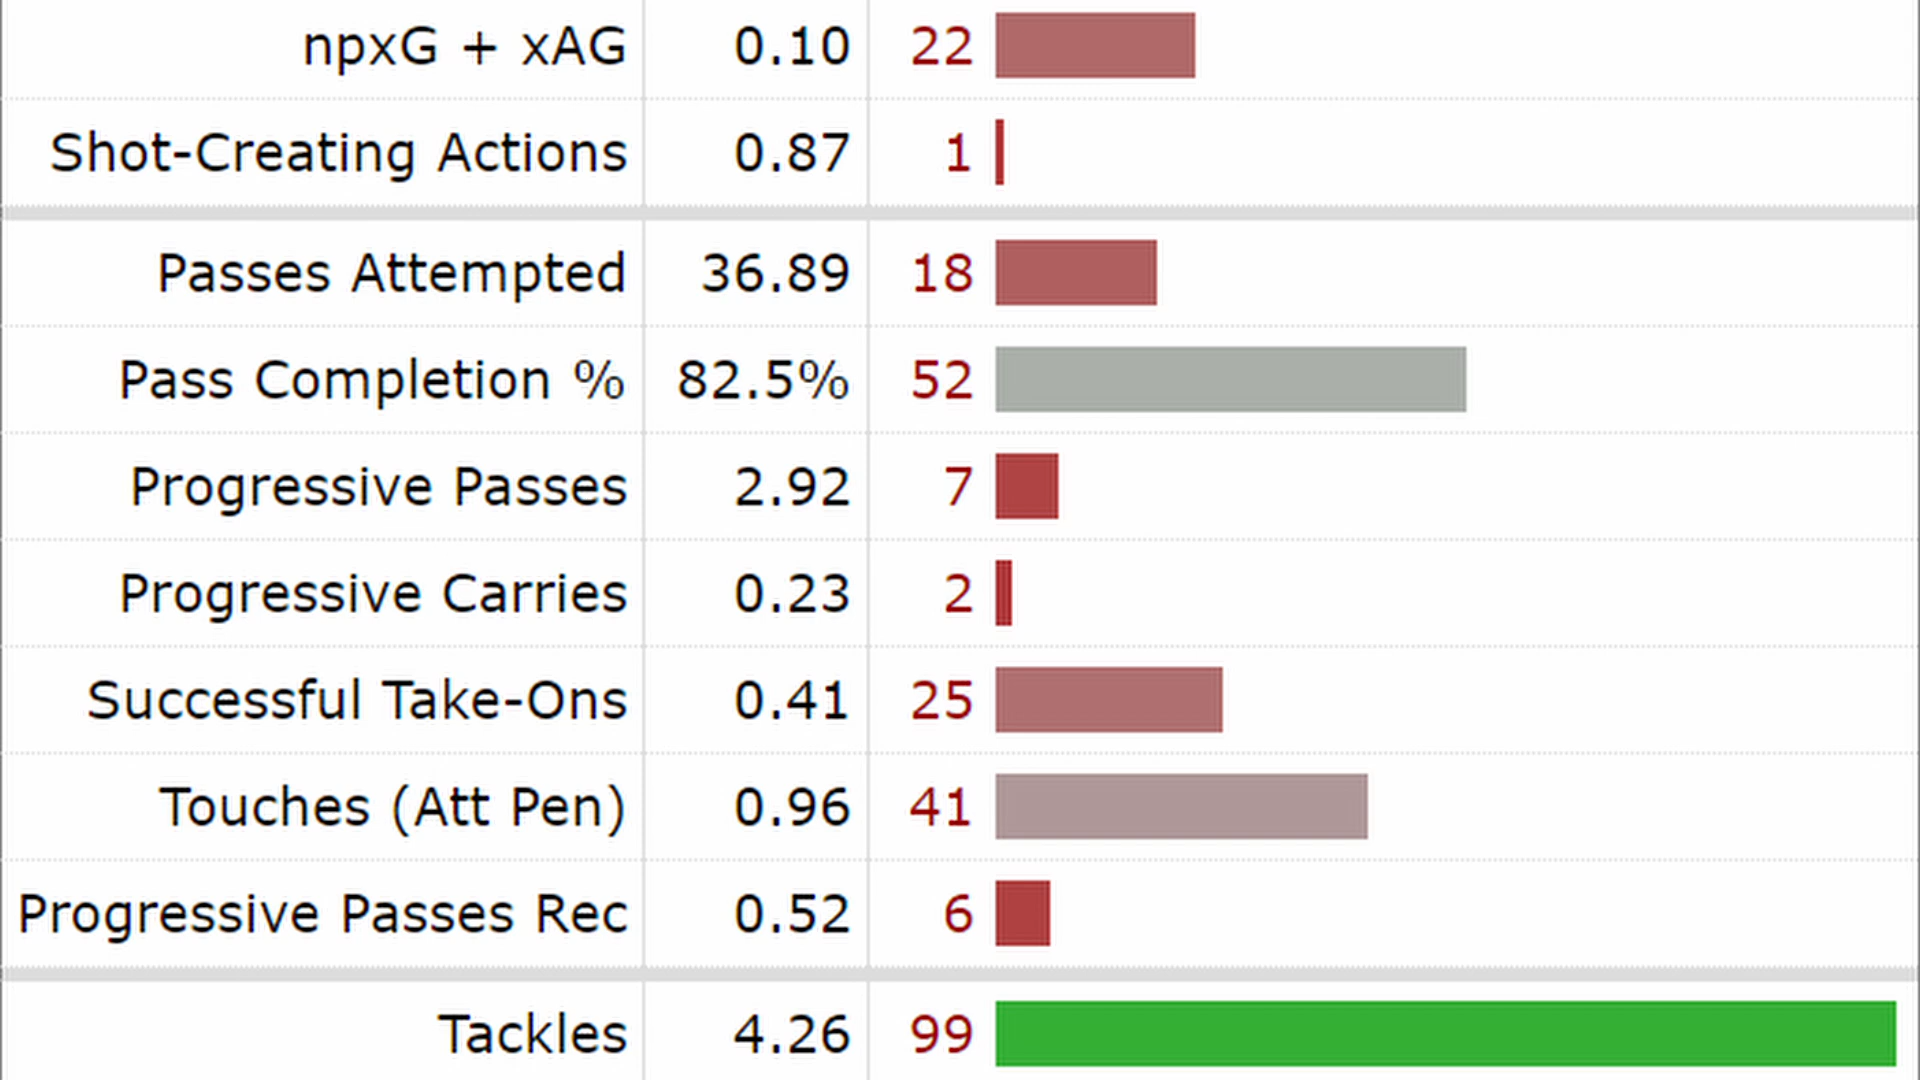 npxG + xAG 0.10 22
Shot-Creating Actions 0.87 1
Passes Attempted 36.89 18
Pass Completion % 82.5% 52
Progressive Passes 2.92 7
Progressive Carries 0.23 2
Successful Take-Ons 0.41 25
Touches (Att Pen) 0.96 41
Progressive Passes Rec 0.52 6
Tackles 4.26 99